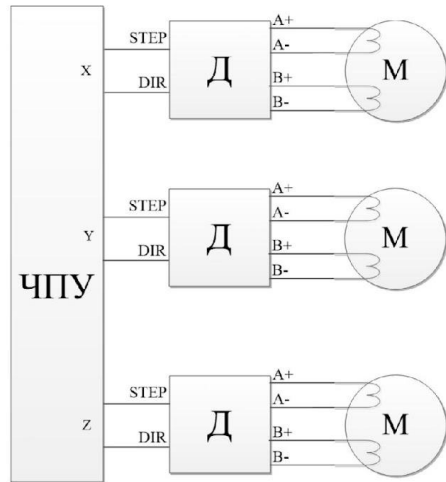 ЧПУ
X
STEP
DIR
Д
A+
A-
B+
B-
М
Y
STEP
DIR
Д
A+
A-
B+
B-
М
Z
STEP
DIR
Д
A+
A-
B+
B-
М